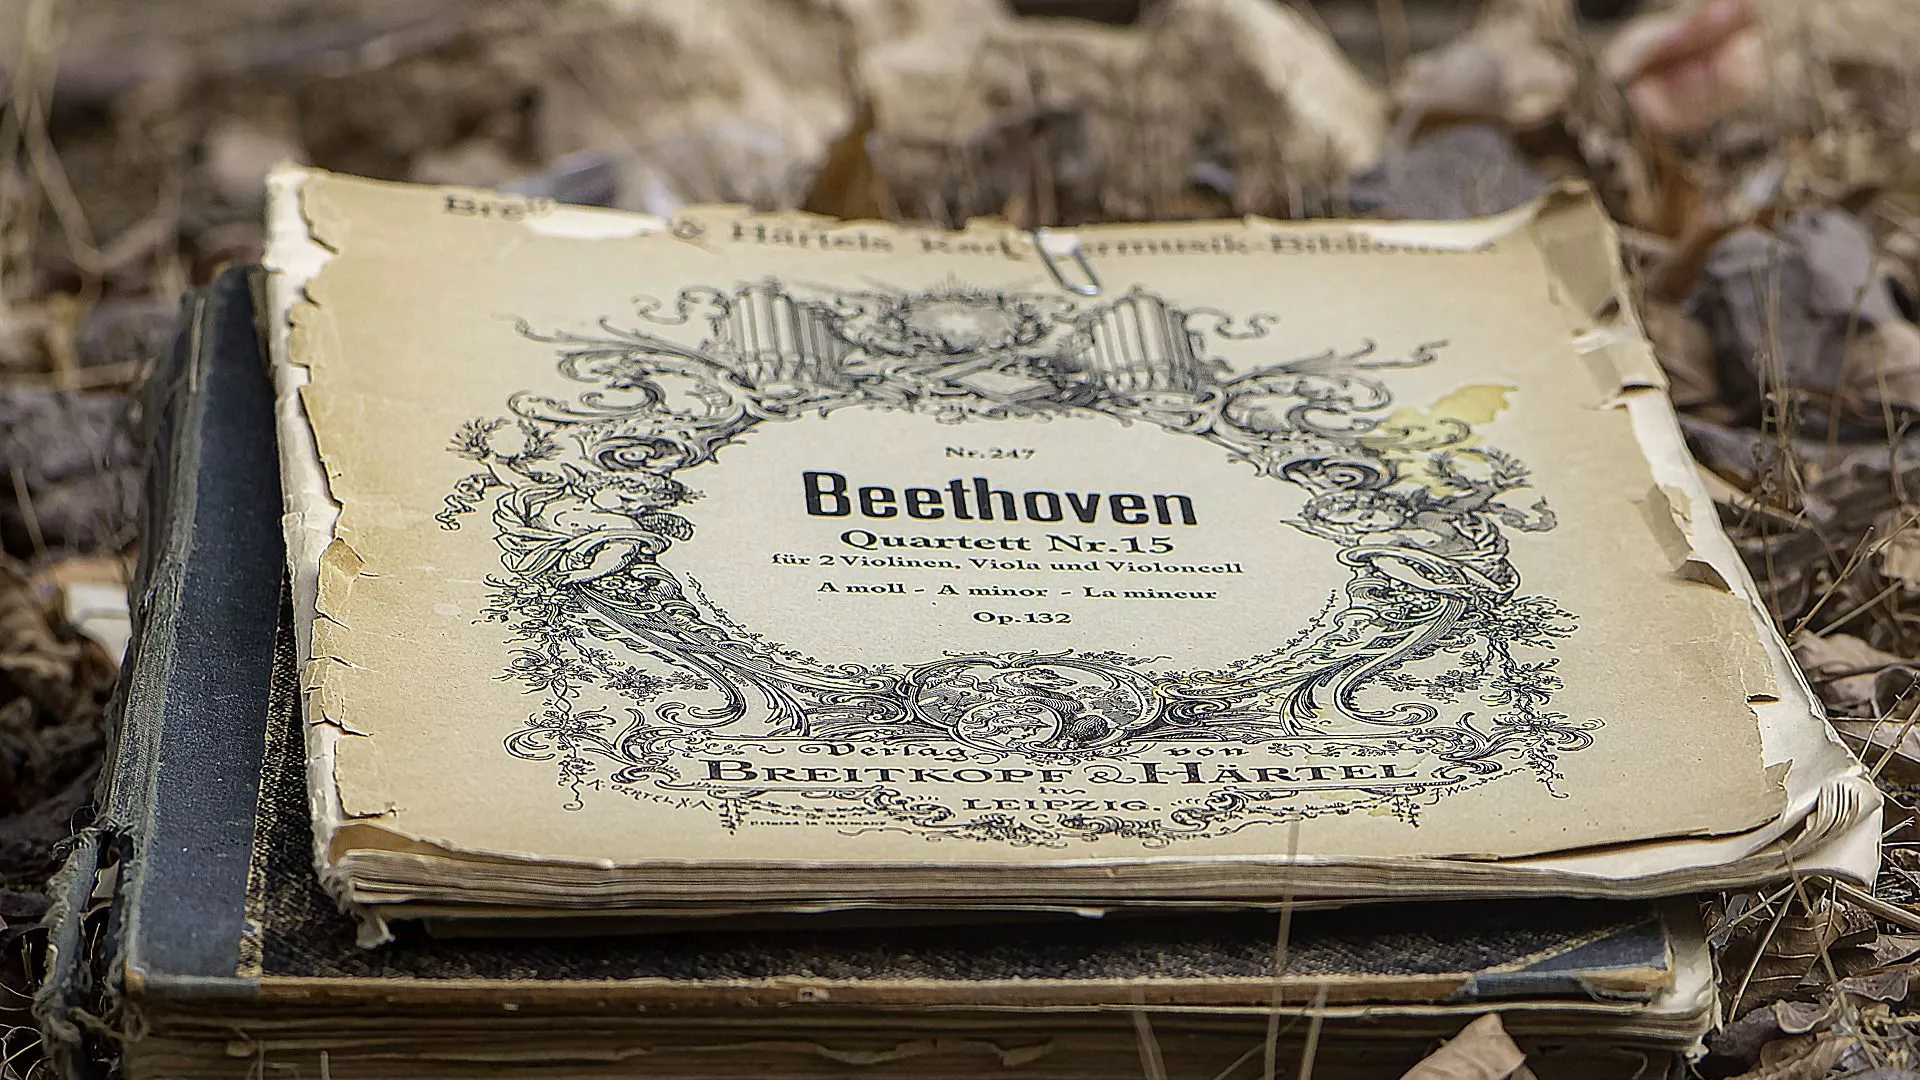 & Härtels
Nr. 247
Beethoven
Quartett Nr. 15
für 2 Violinen, Viola und Violoncell
A moll - A minor - La mineur
Op. 132
Verlag von
BREITKOPF & HÄRTEL
in
LEIPZIG.